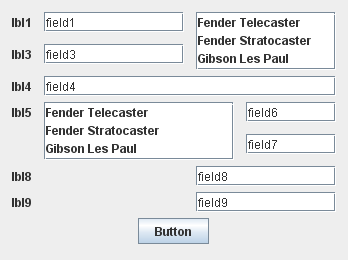 lbl1 field1 Fender Telecaster
Fender Stratocaster
lbl3 field3 Gibson Les Paul
lbl4 field4
lbl5 Fender Telecaster field6
Fender Stratocaster
Gibson Les Paul field7
lbl8 field8
lbl9 field9
Button